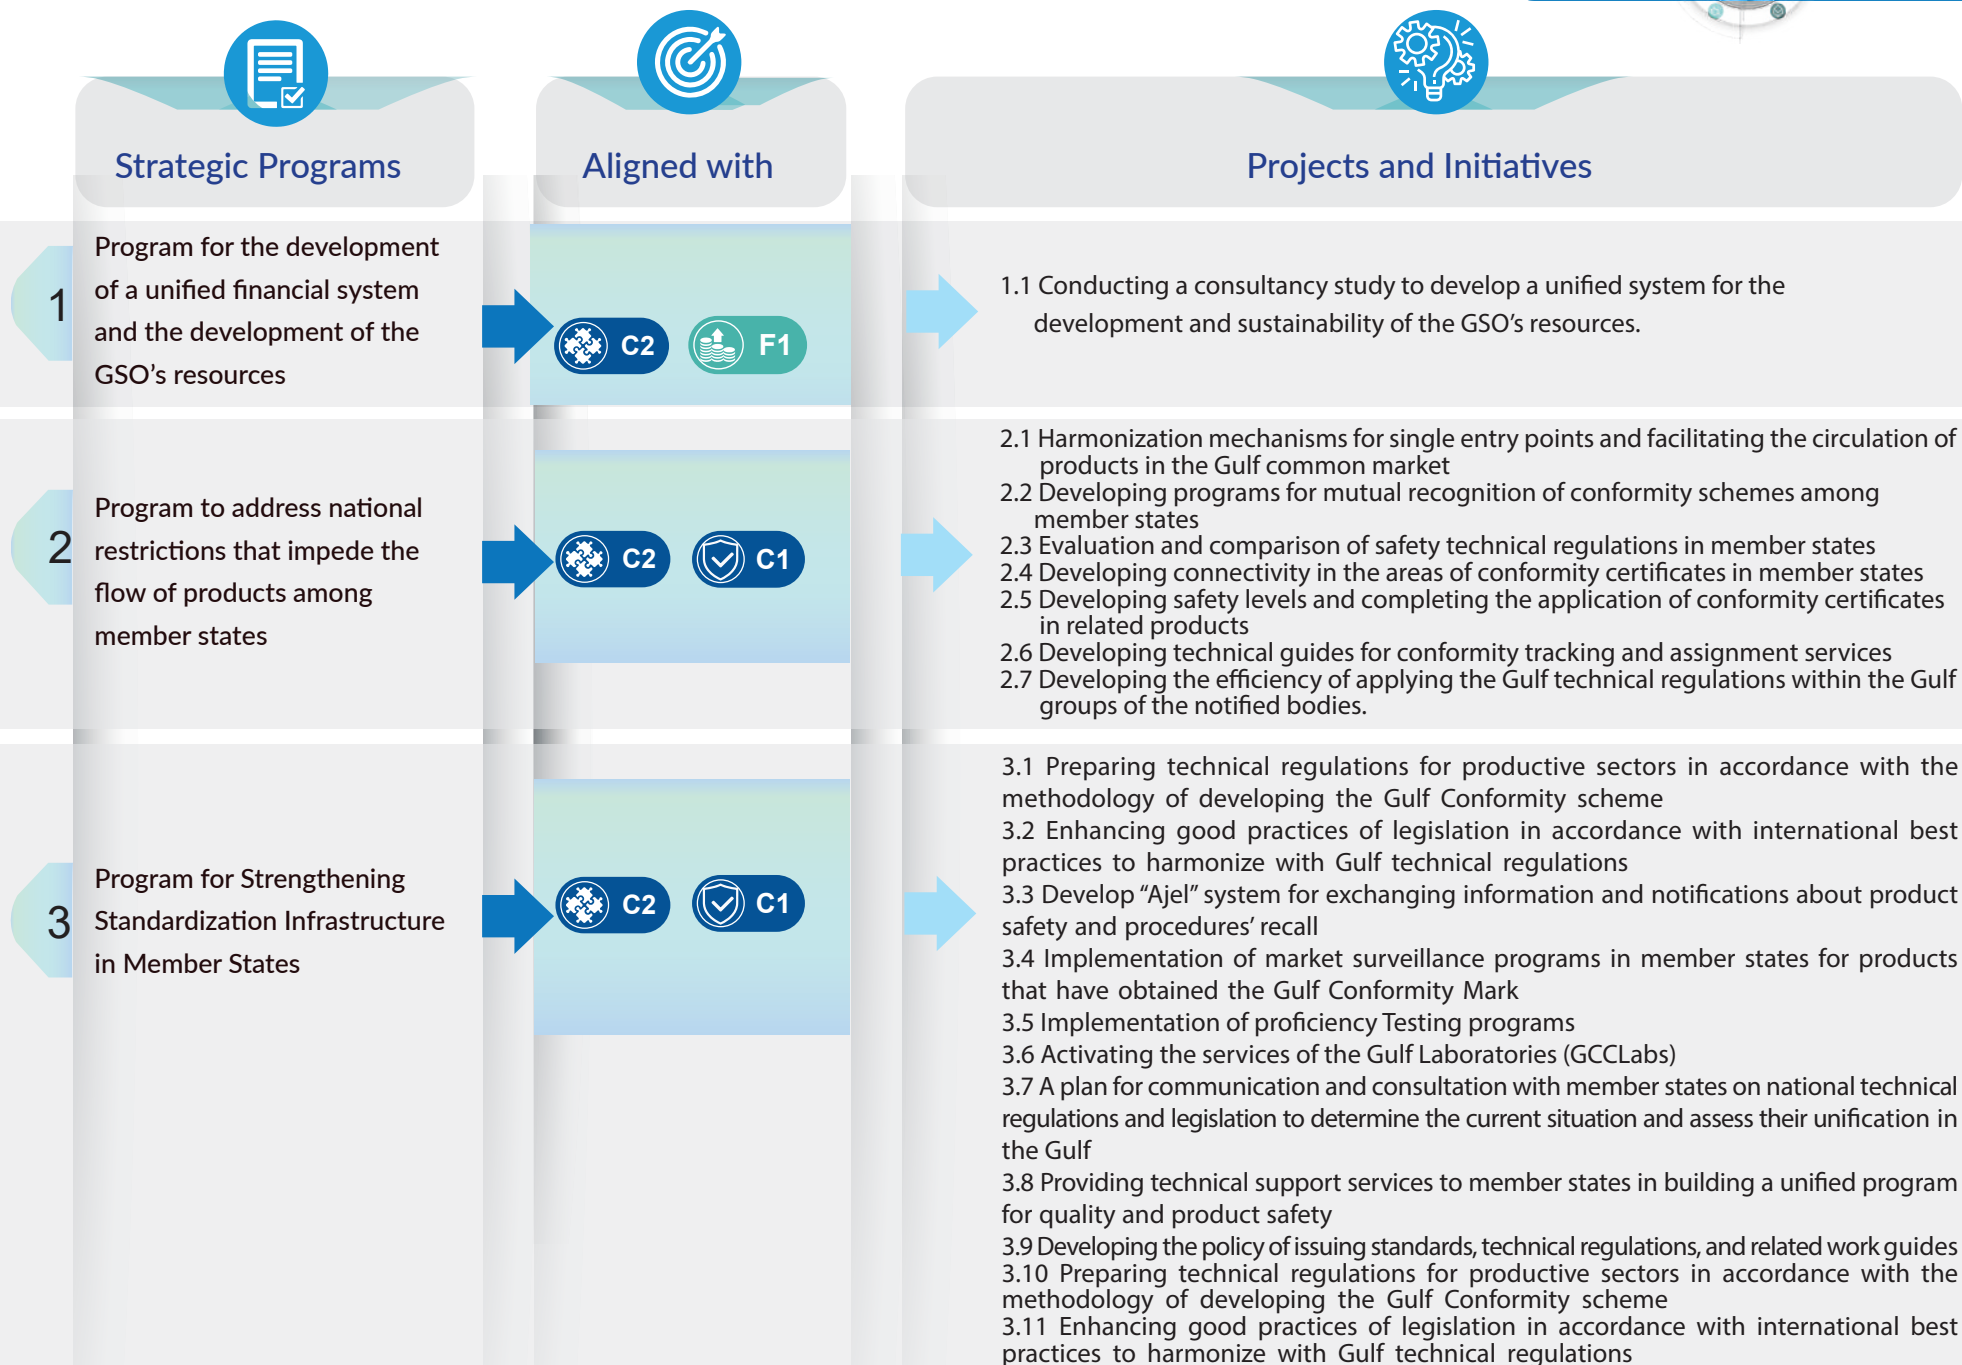 Strategic Programs
Aligned with
Projects and Initiatives
1
Program for the development
of a unified financial system
and the development of the
GSO’s resources
C2
F1
1.1 Conducting a consultancy study to develop a unified system for the
development and sustainability of the GSO’s resources.
2
Program to address national
restrictions that impede the
flow of products among
member states
C2
C1
2.1 Harmonization mechanisms for single entry points and facilitating the circulation of
products in the Gulf common market
2.2 Developing programs for mutual recognition of conformity schemes among
member states
2.3 Evaluation and comparison of safety technical regulations in member states
2.4 Developing connectivity in the areas of conformity certificates in member states
2.5 Developing safety levels and completing the application of conformity certificates
in related products
2.6 Developing technical guides for conformity tracking and assignment services
2.7 Developing the efficiency of applying the Gulf technical regulations within the Gulf
groups of the notified bodies.
3
Program for Strengthening
Standardization Infrastructure
in Member States
C2
C1
3.1 Preparing technical regulations for productive sectors in accordance with the
methodology of developing the Gulf Conformity scheme
3.2 Enhancing good practices of legislation in accordance with international best
practices to harmonize with Gulf technical regulations
3.3 Develop “Ajel” system for exchanging information and notifications about product
safety and procedures’ recall
3.4 Implementation of market surveillance programs in member states for products
that have obtained the Gulf Conformity Mark
3.5 Implementation of proficiency Testing programs
3.6 Activating the services of the Gulf Laboratories (GCCLabs)
3.7 A plan for communication and consultation with member states on national technical
regulations and legislation to determine the current situation and assess their unification in
the Gulf
3.8 Providing technical support services to member states in building a unified program
for quality and product safety
3.9 Developing the policy of issuing standards, technical regulations, and related work guides
3.10 Preparing technical regulations for productive sectors in accordance with the
methodology of developing the Gulf Conformity scheme
3.11 Enhancing good practices of legislation in accordance with international best
practices to harmonize with Gulf technical regulations